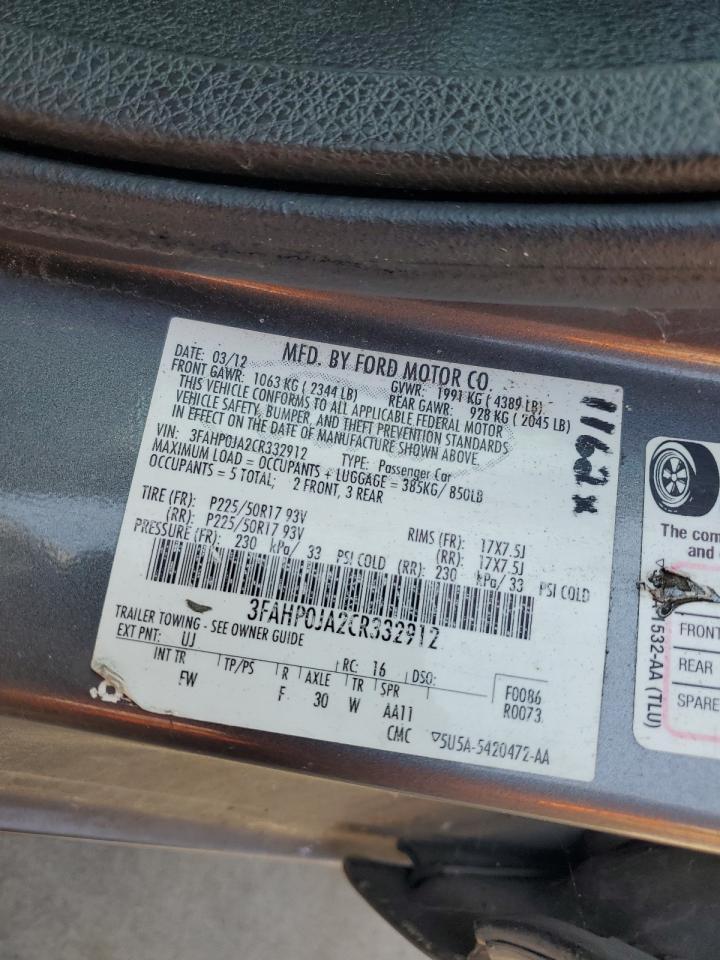 MFD. BY FORD MOTOR CO.
DATE: 03/12 GVWR: 1991 KG ( 4389 LB)
FRONT GAWR: 1063 KG ( 2344 LB) REAR GAWR: 928 KG ( 2045 LB)
THIS VEHICLE CONFORMS TO ALL APPLICABLE FEDERAL MOTOR
VEHICLE SAFETY, BUMPER, AND THEFT PREVENTION STANDARDS
IN EFFECT ON THE DATE OF MANUFACTURE SHOWN ABOVE
VIN: 3FAHP0JA2CR332912 TYPE: Passenger Car
MAXIMUM LOAD = OCCUPANTS + LUGGAGE = 385KG/ 850LB
OCCUPANTS = 5 TOTAL; 2 FRONT, 3 REAR
TIRE (FR): P225/50R17 93V RIMS (FR): 17X7.5J
(RR): P225/50R17 93V (RR): 17X7.5J
PRESSURE (FR): 230 kPa/ 33 PSI COLD (RR): 230 kPa/ 33 PSI COLD
3FAHP0JA2CR332912
TRAILER TOWING - SEE OWNER GUIDE
EXT PNT: UJ RC: 16 DSO:
INT TR TP/PS R AXLE TR SPR F0086
FW F 30 W AA11 R0073
CMC ▽5U5A-5420472-AA
The com
and
FRONT
REAR
SPARE
1532-AA (TLU)